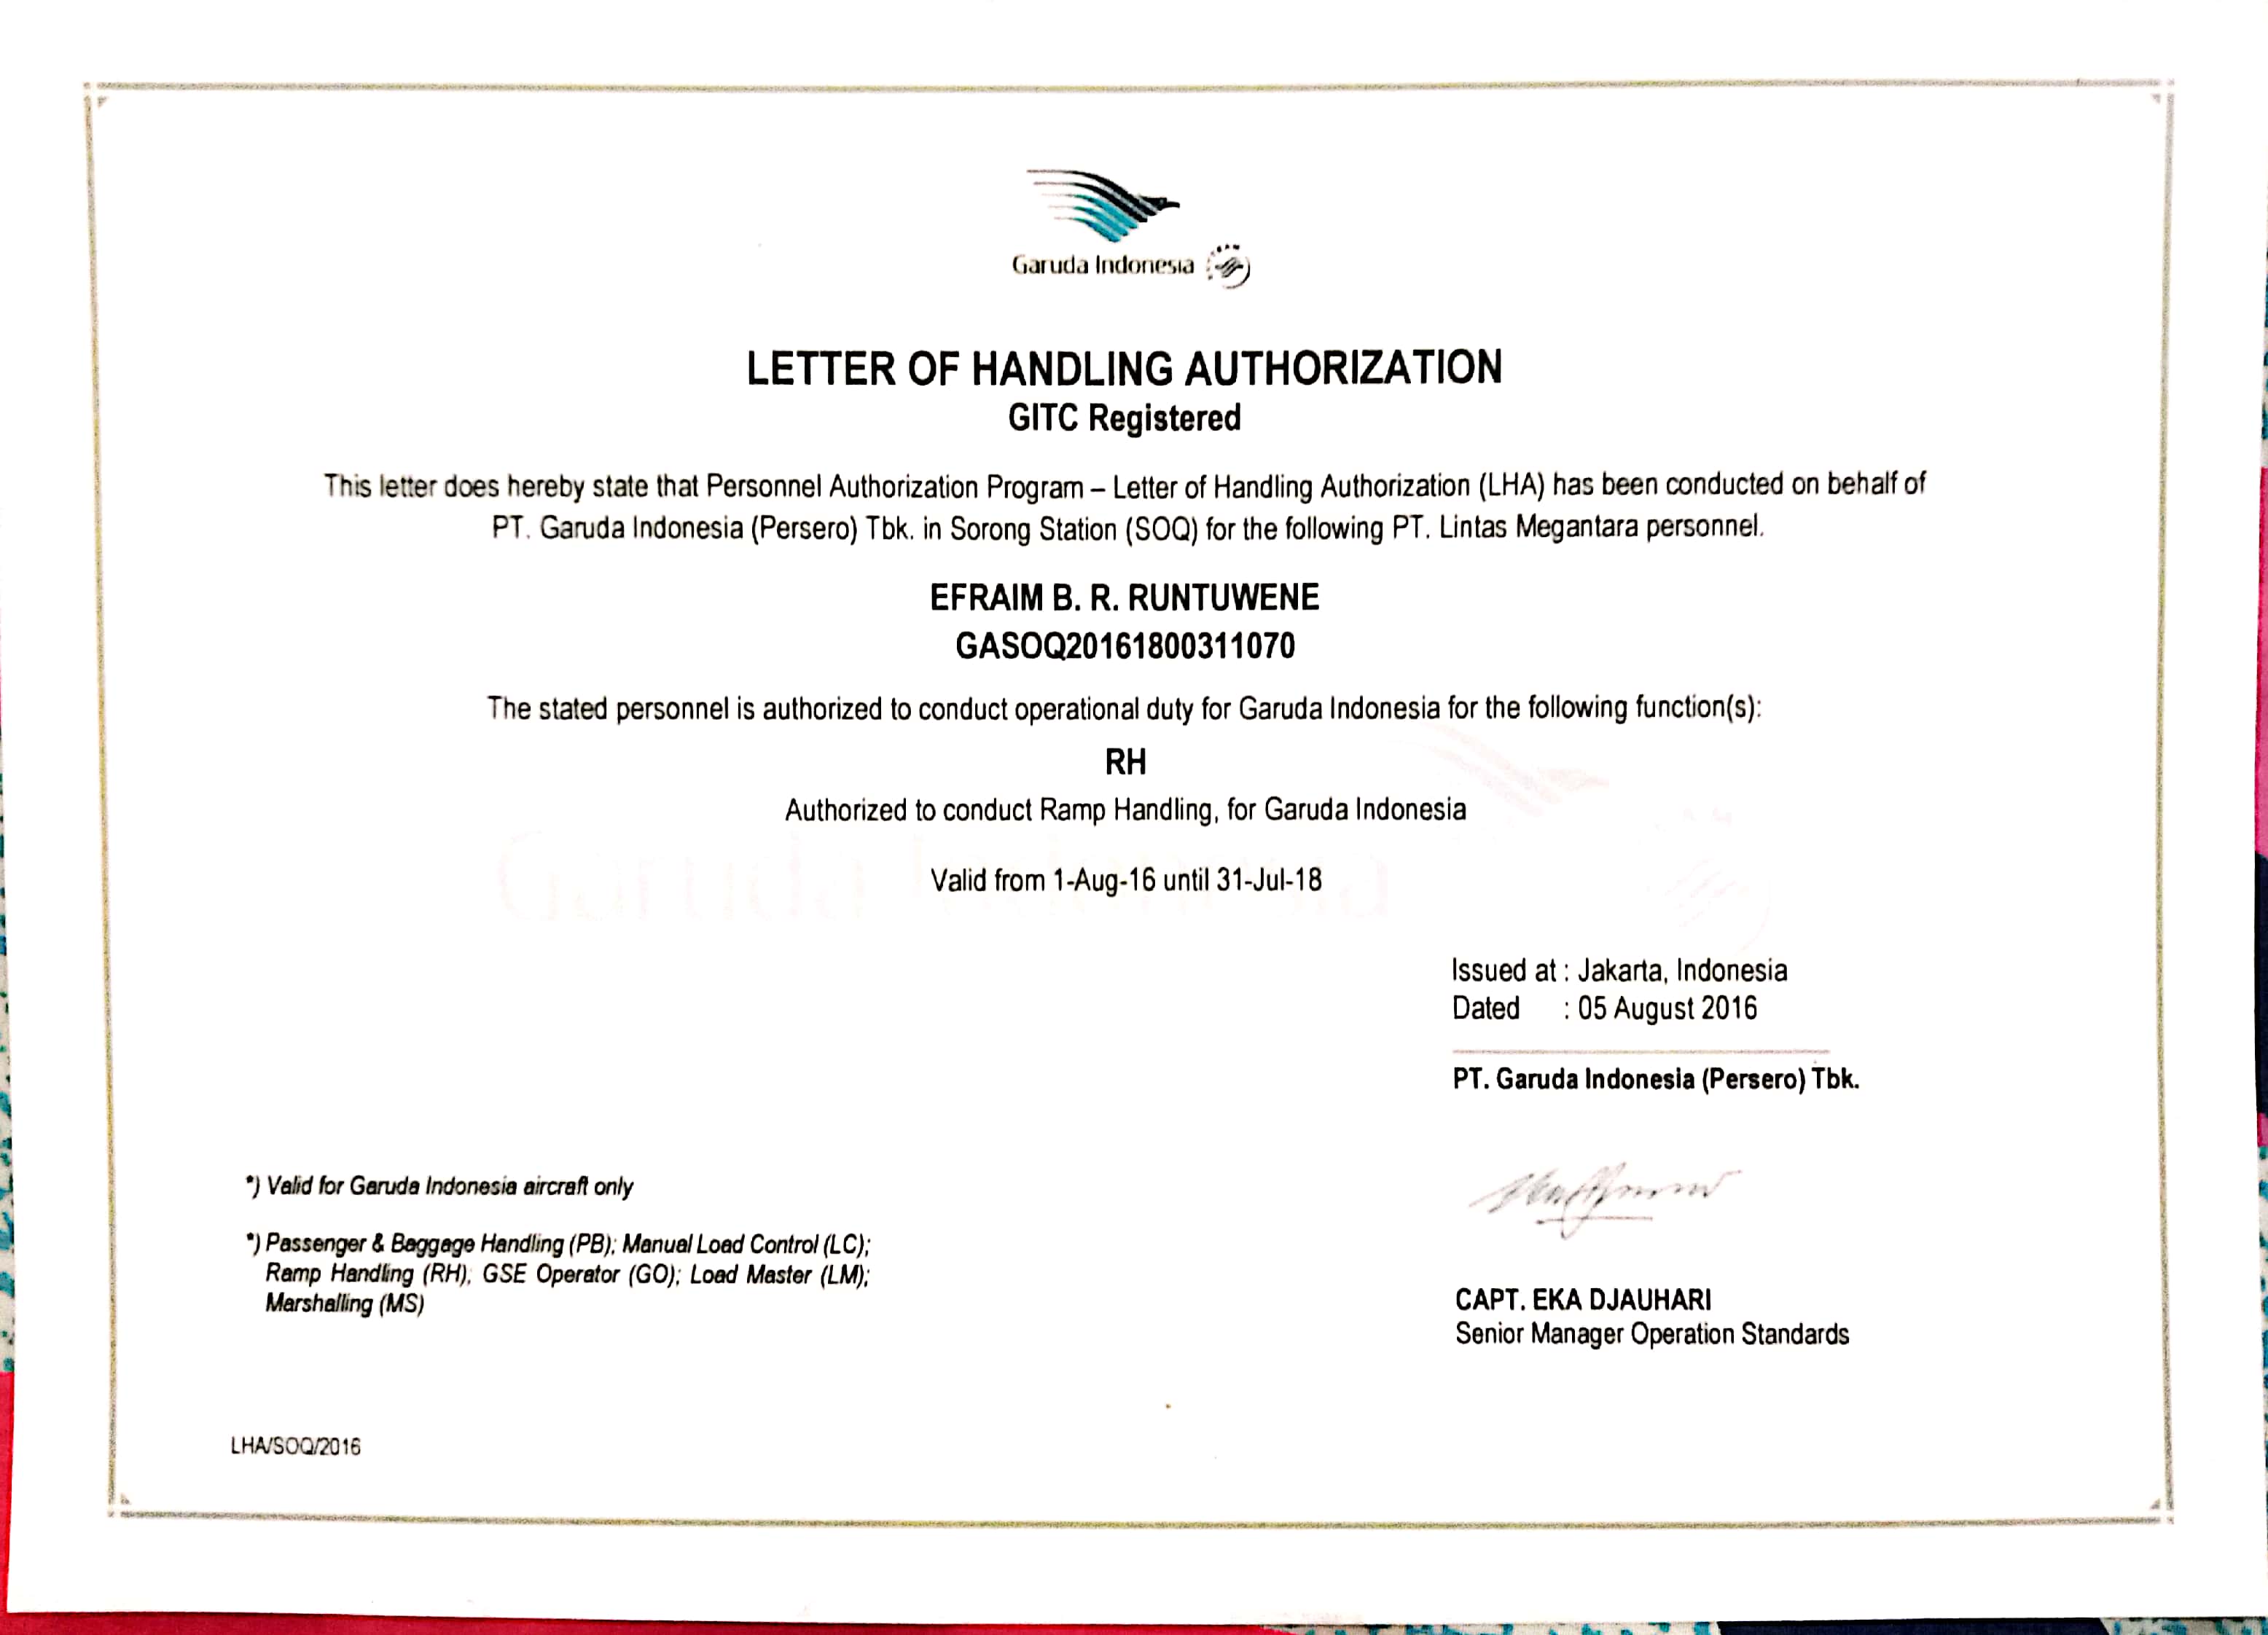 Garuda Indonesia
LETTER OF HANDLING AUTHORIZATION
GITC Registered
This letter does hereby state that Personnel Authorization Program – Letter of Handling Authorization (LHA) has been conducted on behalf of
PT. Garuda Indonesia (Persero) Tbk. in Sorong Station (SOQ) for the following PT. Lintas Megantara personnel.
EFRAIM B. R. RUNTUWENE
GASOQ20161800311070
The stated personnel is authorized to conduct operational duty for Garuda Indonesia for the following function(s):
RH
Authorized to conduct Ramp Handling, for Garuda Indonesia
Valid from 1-Aug-16 until 31-Jul-18
Issued at : Jakarta, Indonesia
Dated : 05 August 2016
PT. Garuda Indonesia (Persero) Tbk.
*) Valid for Garuda Indonesia aircraft only
*) Passenger & Baggage Handling (PB); Manual Load Control (LC);
Ramp Handling (RH); GSE Operator (GO); Load Master (LM);
Marshalling (MS)
CAPT. EKA DJAUHARI
Senior Manager Operation Standards
LHA/SOQ/2016